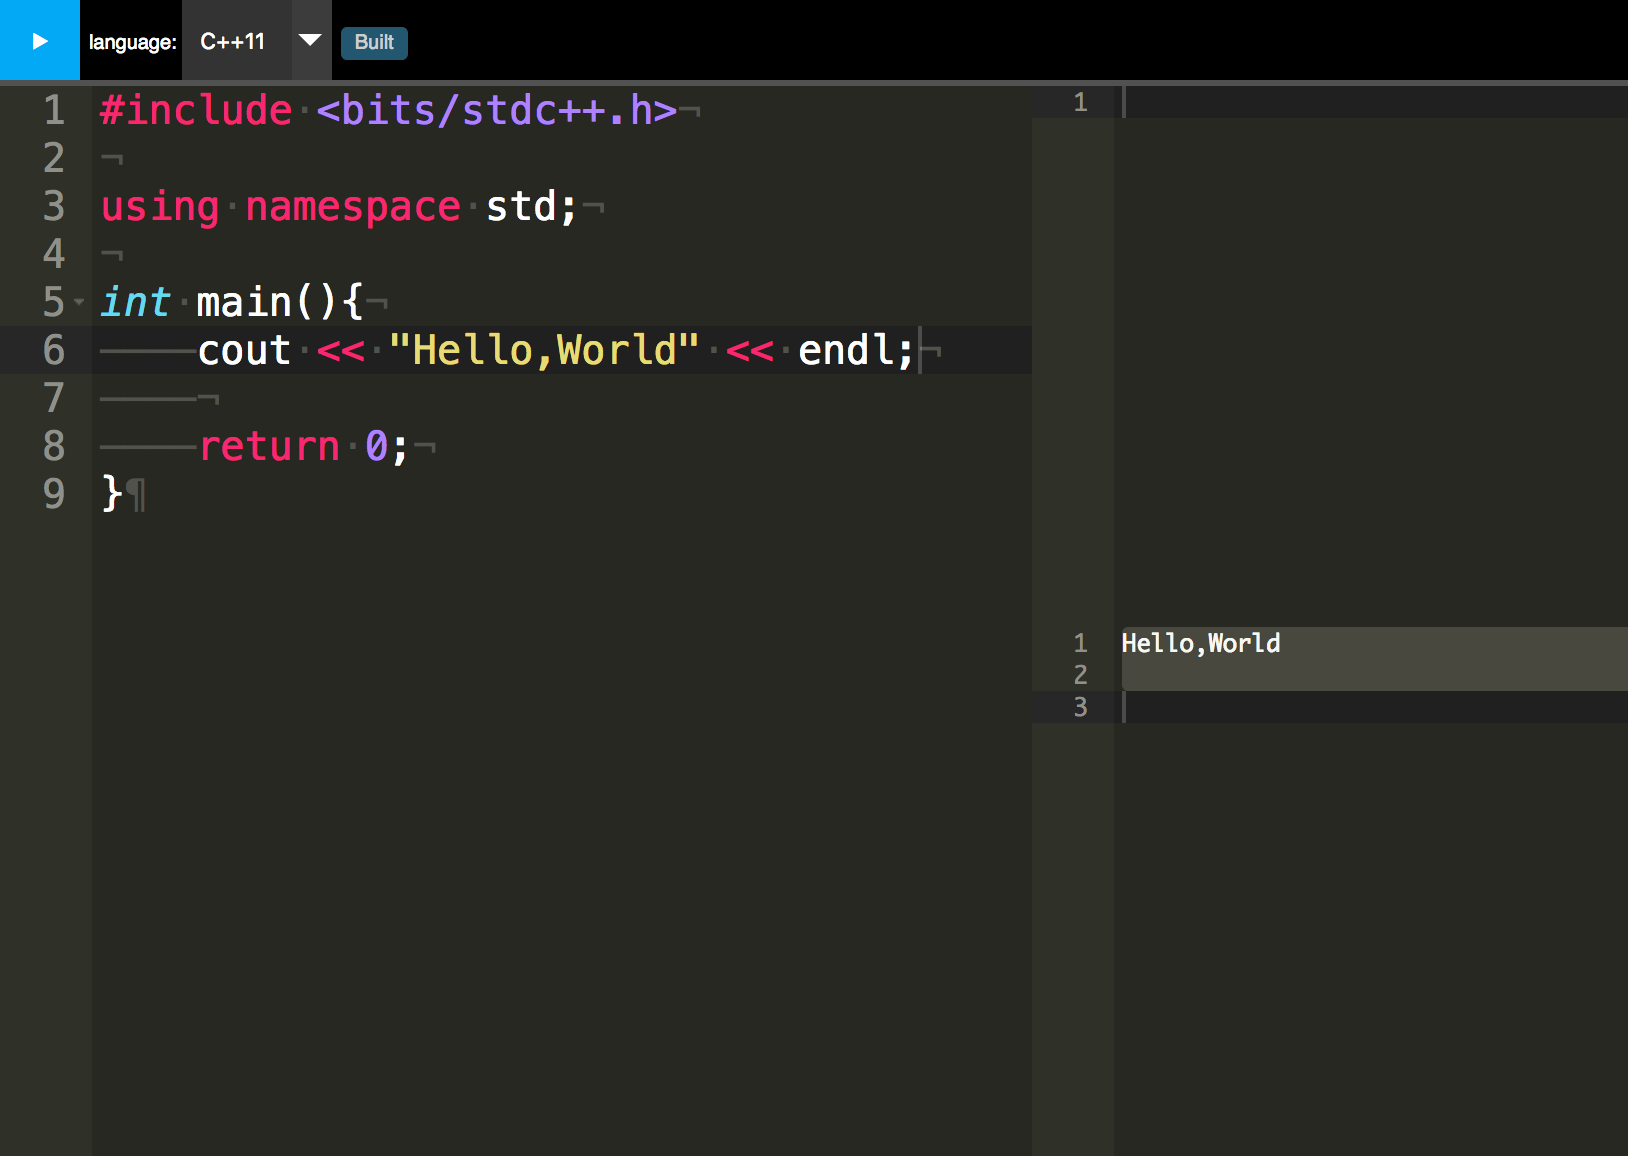 language: C++11 Built
1 #include <bits/stdc++.h>
2
3 using namespace std;
4
5 int main(){
6 cout << "Hello,World" << endl;
7
8 return 0;
9 }
1
1 Hello,World
2
3